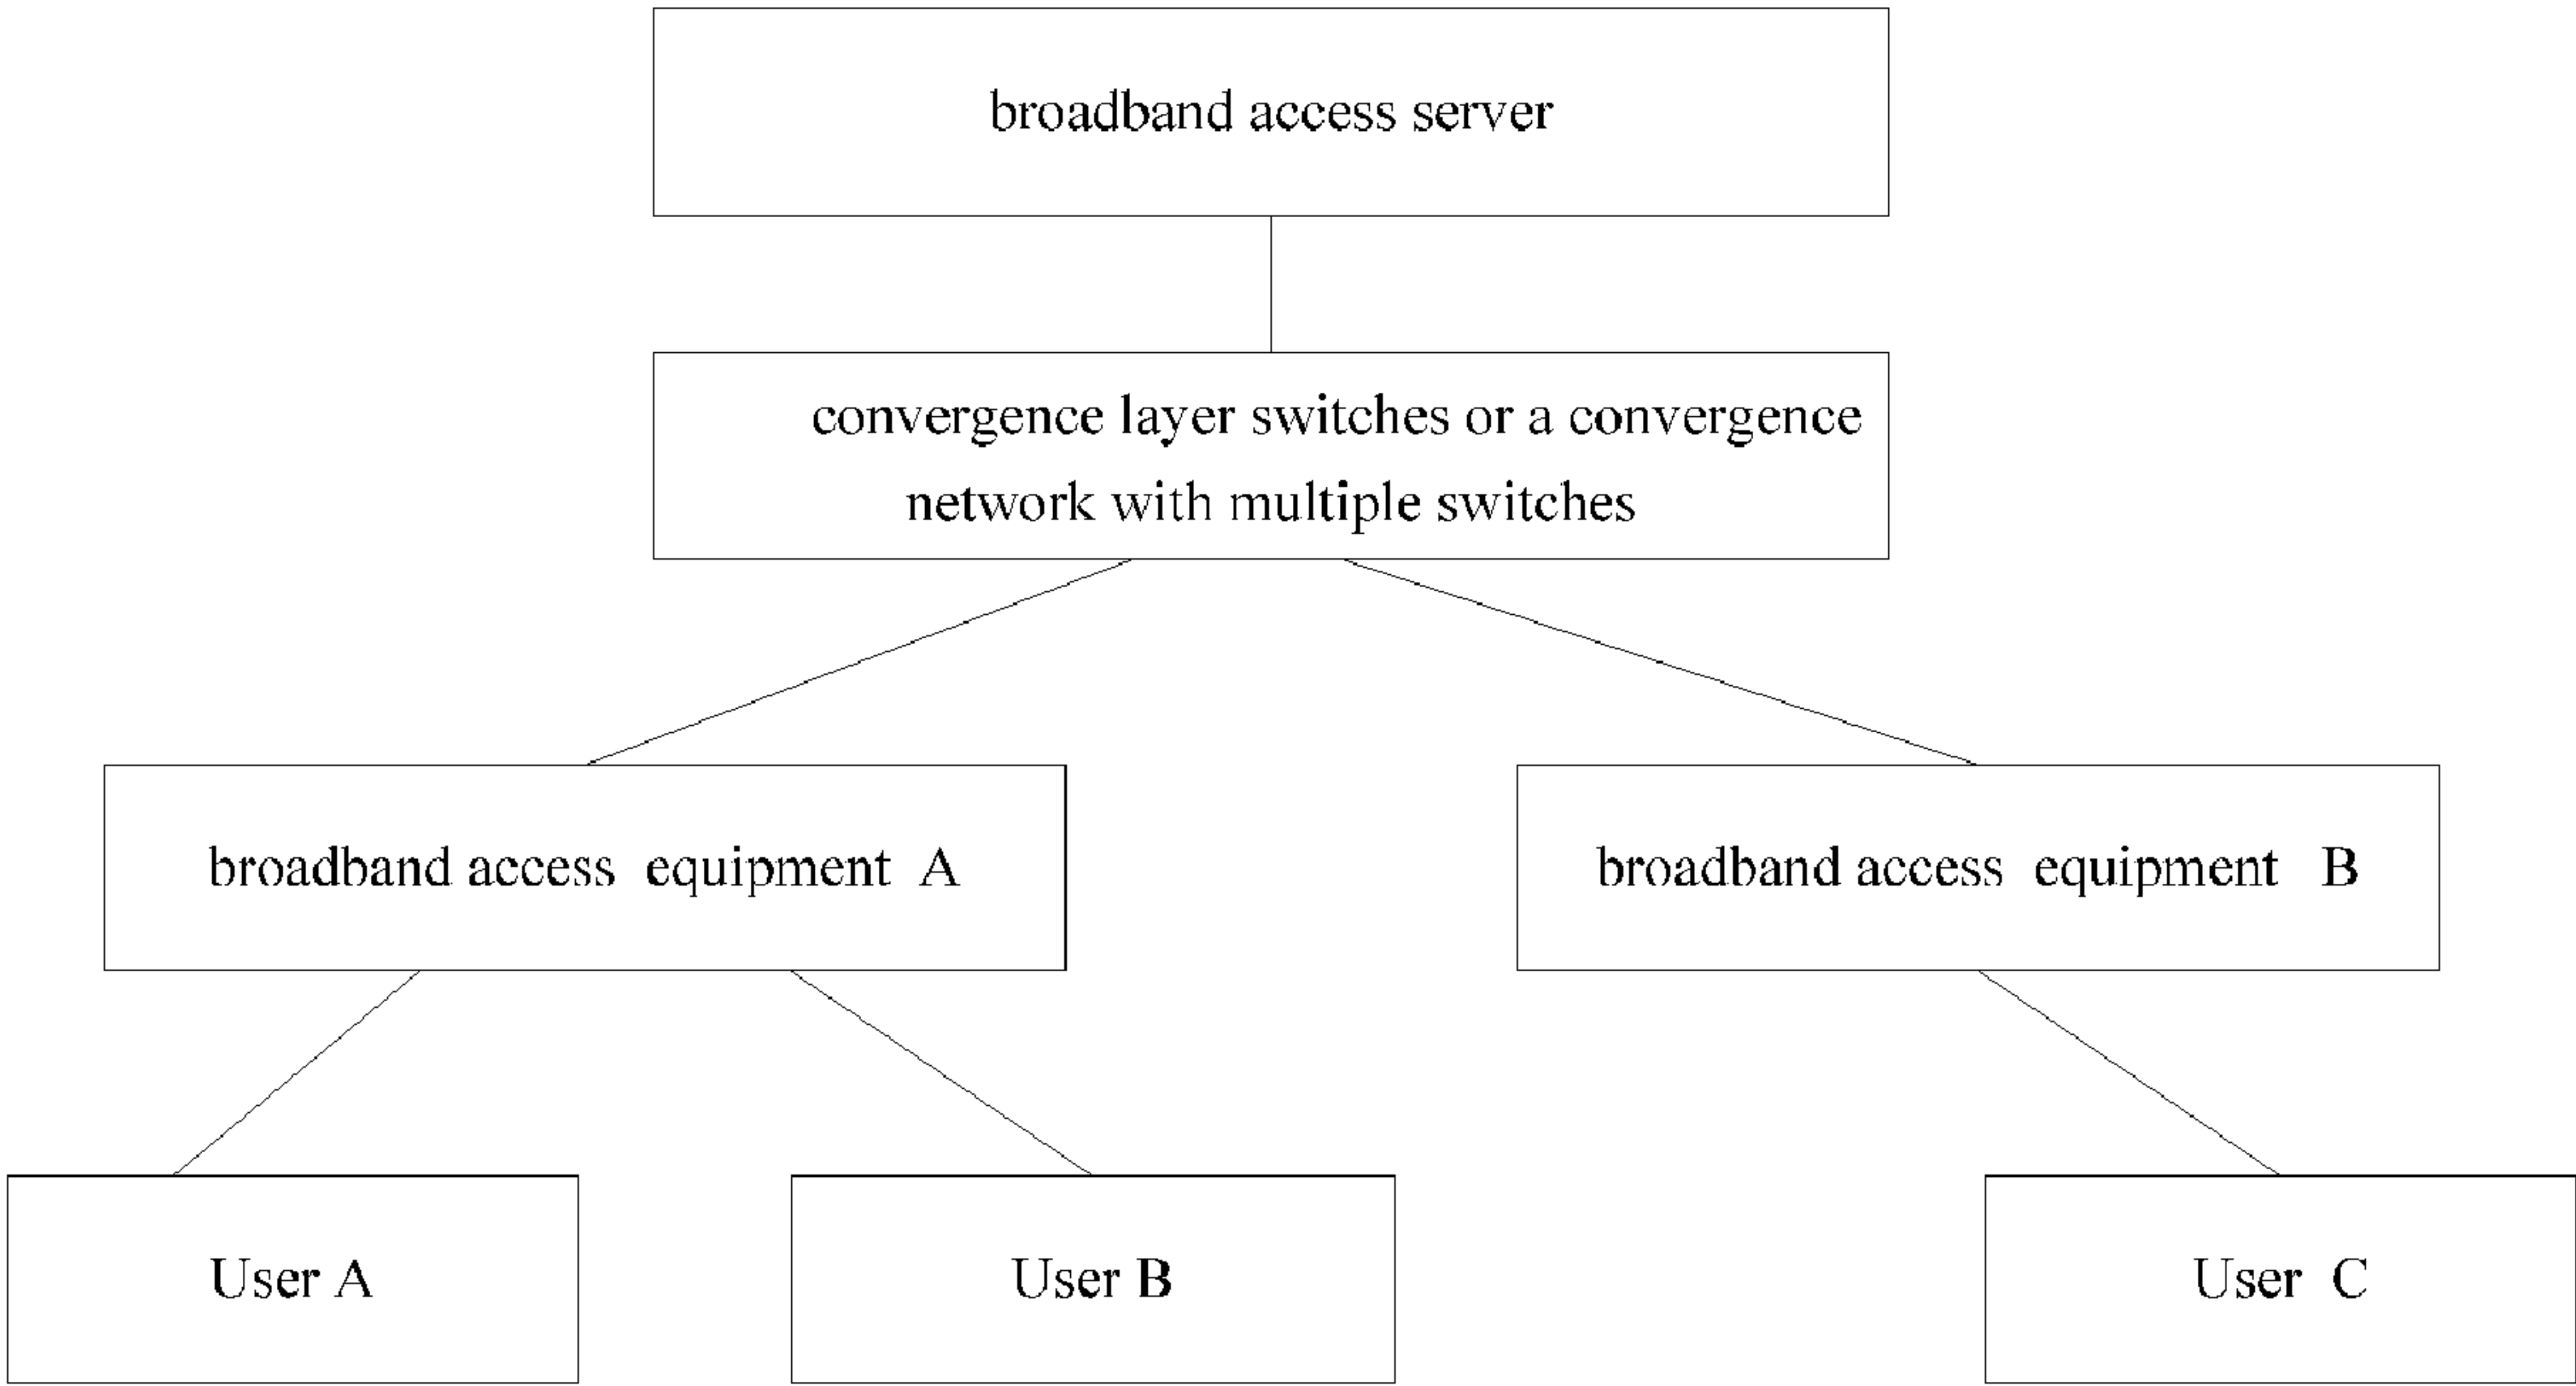 broadband access server
convergence layer switches or a convergence
network with multiple switches
broadband access equipment A
broadband access equipment B
User A
User B
User C